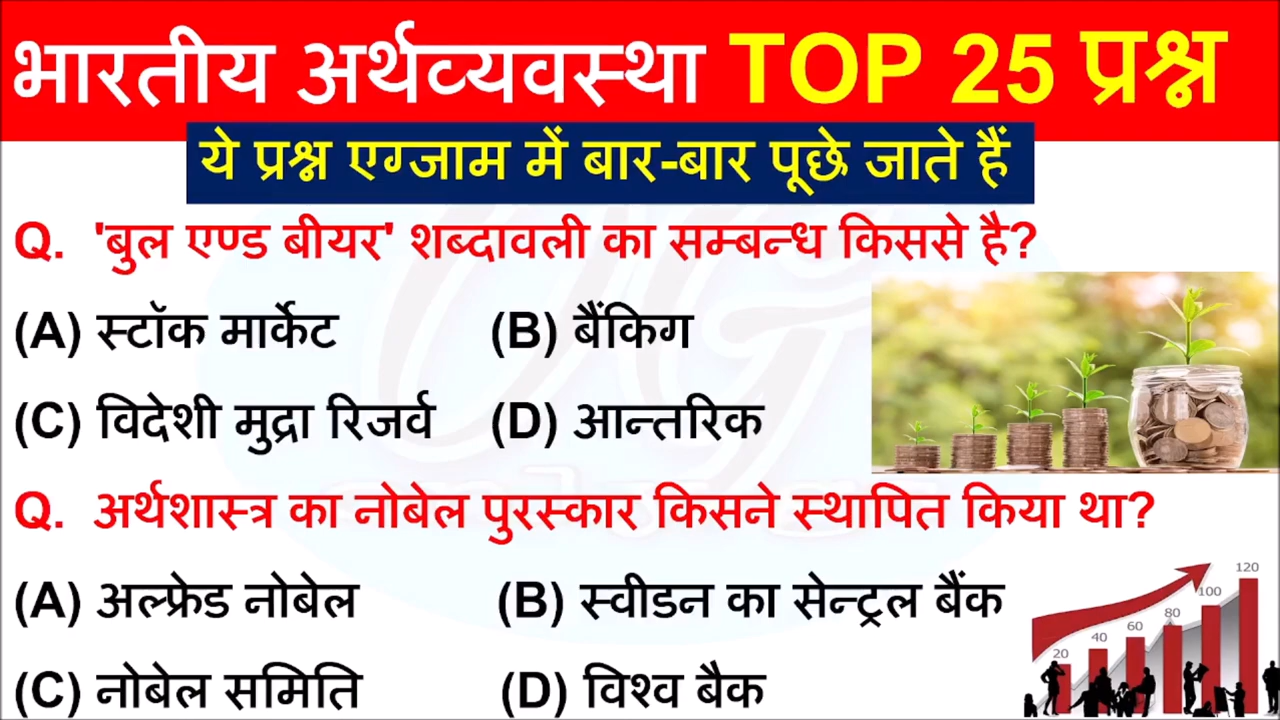 भारतीय अर्थव्यवस्था TOP 25 प्रश्न
ये प्रश्न एग्जाम में बार-बार पूछे जाते हैं
Q. 'बुल एण्ड बीयर' शब्दावली का सम्बन्ध किससे है?
(A) स्टॉक मार्केट (B) बैंकिग
(C) विदेशी मुद्रा रिजर्व (D) आन्तरिक
Q. अर्थशास्त्र का नोबेल पुरस्कार किसने स्थापित किया था?
(A) अल्फ्रेड नोबेल (B) स्वीडन का सेन्ट्रल बैंक
(C) नोबेल समिति (D) विश्व बैक
20 40 60 80 100 120